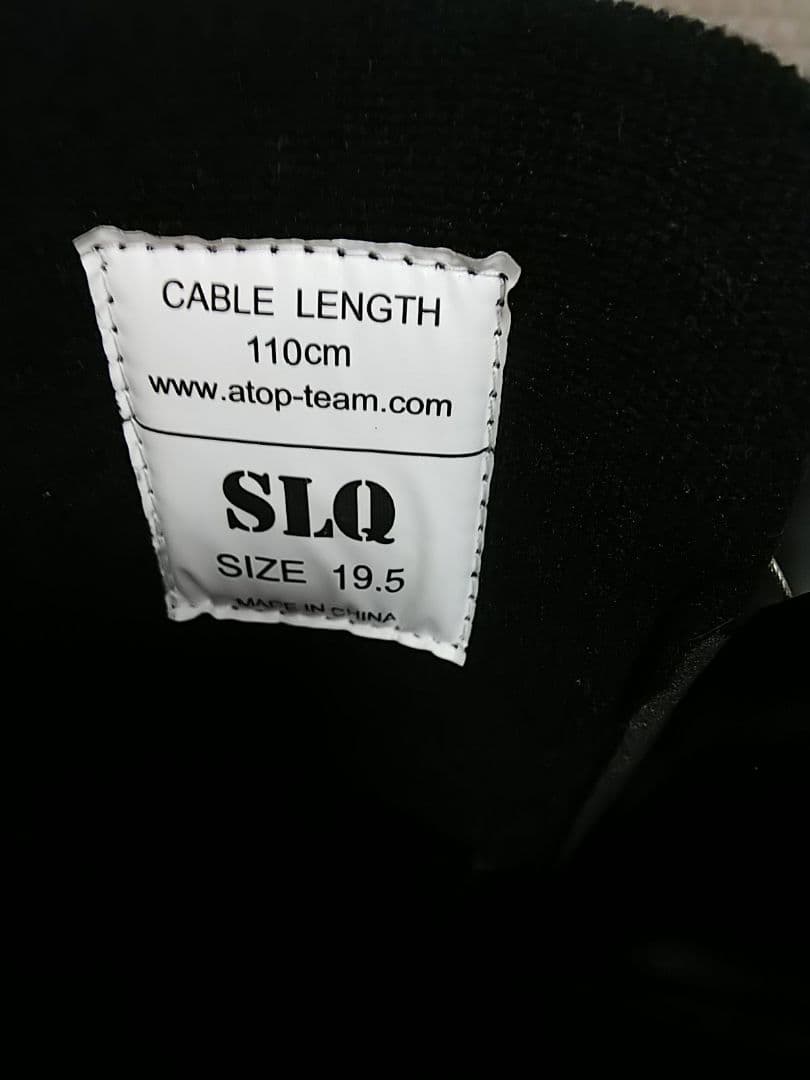 CABLE LENGTH
110cm
www.atop-team.com
SLQ
SIZE 19.5
MADE IN CHINA